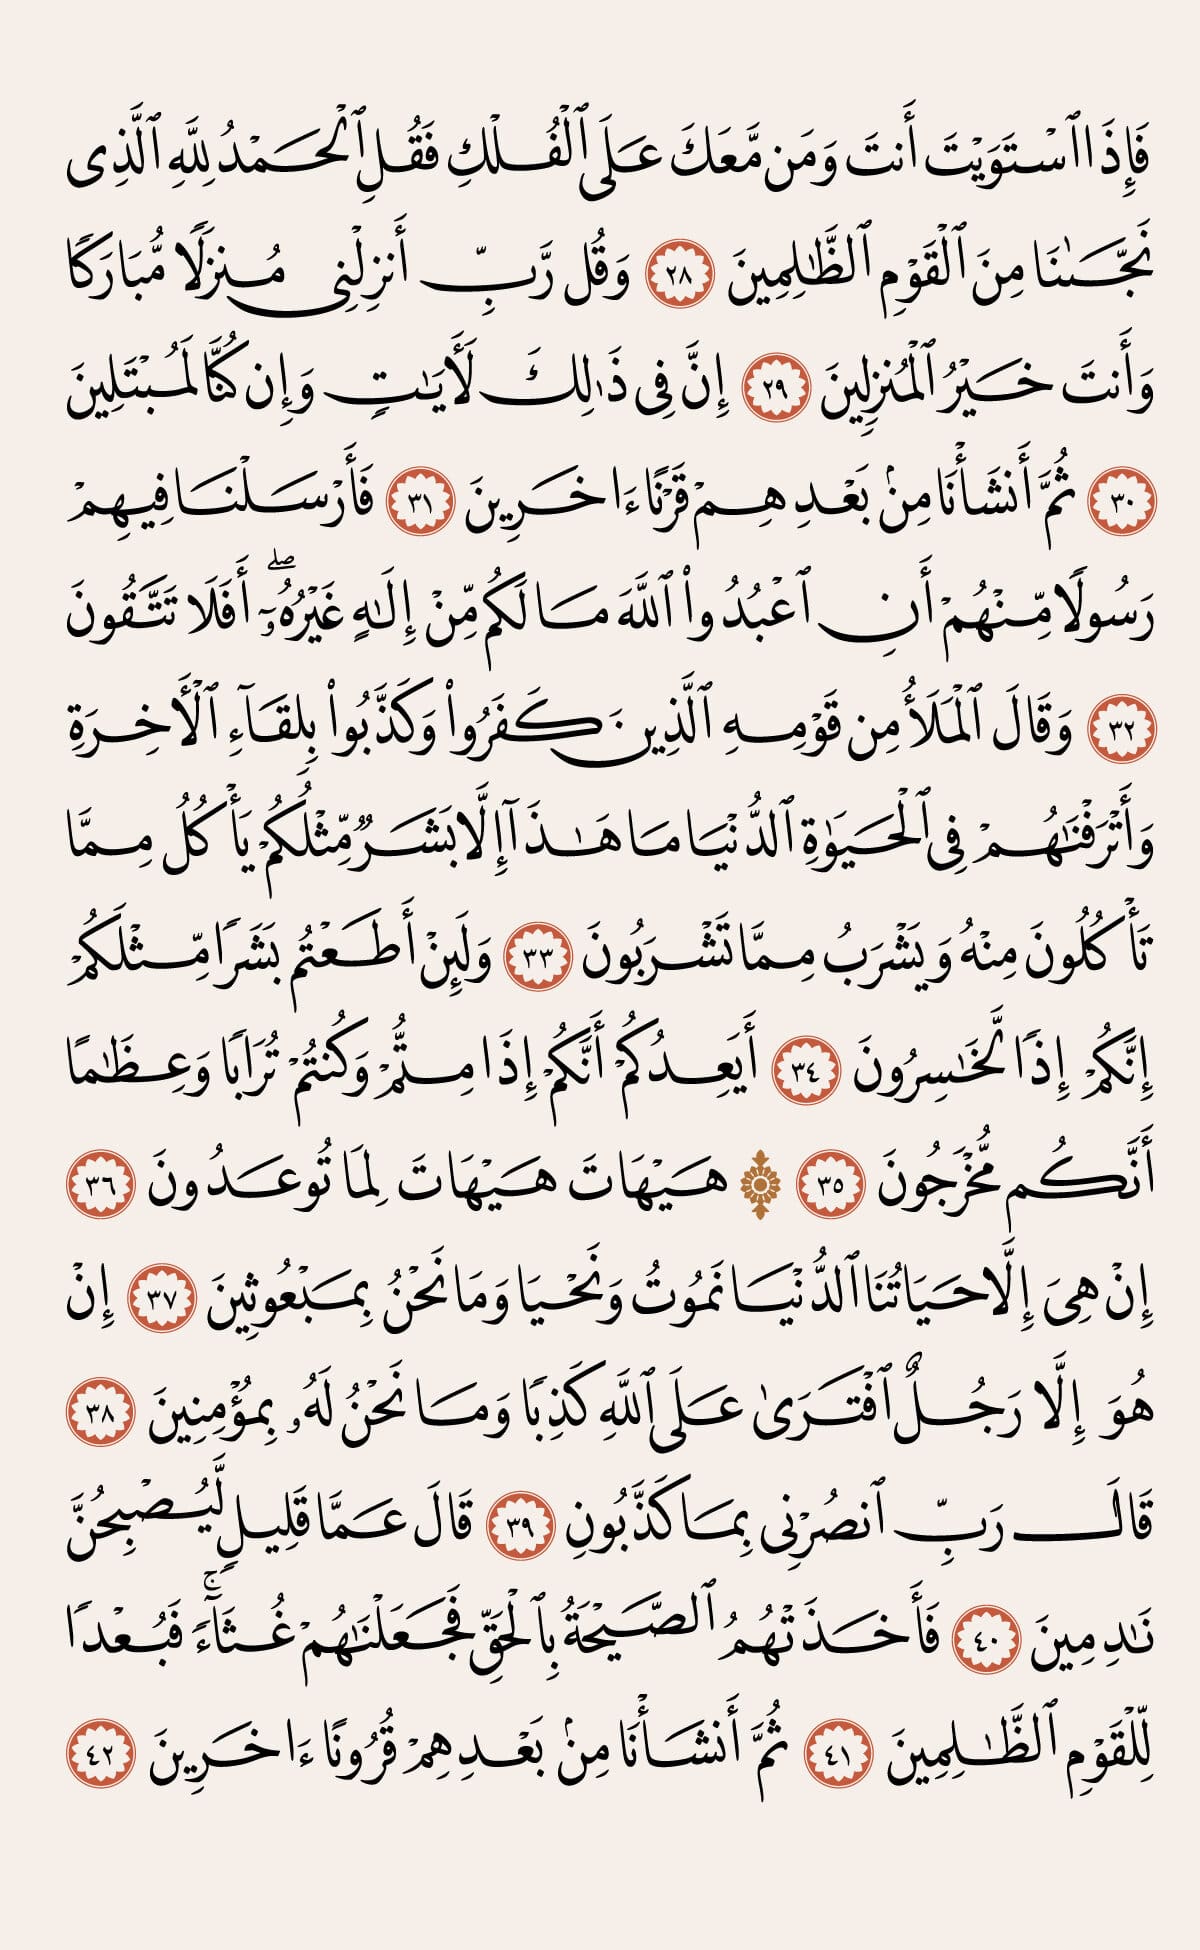 فَإِذَا ٱسْتَوَيْتَ أَنتَ وَمَن مَّعَكَ عَلَى ٱلْفُلْكِ فَقُلِ ٱلْحَمْدُ لِلَّهِ ٱلَّذِى
نَجَّىٰنَا مِنَ ٱلْقَوْمِ ٱلظَّـٰلِمِينَ ٢٨ وَقُل رَّبِّ أَنزِلْنِى مُنزَلًا مُّبَارَكًا
وَأَنتَ خَيْرُ ٱلْمُنزِلِينَ ٢٩ إِنَّ فِى ذَٰلِكَ لَـَٔايَـٰتٍ وَإِن كُنَّا لَمُبْتَلِينَ
٣٠ ثُمَّ أَنشَأْنَا مِنۢ بَعْدِهِمْ قَرْنًا ءَاخَرِينَ ٣١ فَأَرْسَلْنَا فِيهِمْ
رَسُولًا مِّنْهُمْ أَنِ ٱعْبُدُوا۟ ٱللَّهَ مَا لَكُم مِّنْ إِلَـٰهٍ غَيْرُهُۥٓ ۖ أَفَلَا تَتَّقُونَ
٣٢ وَقَالَ ٱلْمَلَأُ مِن قَوْمِهِ ٱلَّذِينَ كَفَرُوا۟ وَكَذَّبُوا۟ بِلِقَآءِ ٱلْـَٔاخِرَةِ
وَأَتْرَفْنَـٰهُمْ فِى ٱلْحَيَوٰةِ ٱلدُّنْيَا مَا هَـٰذَآ إِلَّا بَشَرٌ مِّثْلُكُمْ يَأْكُلُ مِمَّا
تَأْكُلُونَ مِنْهُ وَيَشْرَبُ مِمَّا تَشْرَبُونَ ٣٣ وَلَئِنْ أَطَعْتُم بَشَرًا مِّثْلَكُمْ
إِنَّكُمْ إِذًا لَّخَـٰسِرُونَ ٣٤ أَيَعِدُكُمْ أَنَّكُمْ إِذَا مِتُّمْ وَكُنتُمْ تُرَابًا وَعِظَـٰمًا
أَنَّكُم مُّخْرَجُونَ ٣٥ ۞ هَيْهَاتَ هَيْهَاتَ لِمَا تُوعَدُونَ ٣٦
إِنْ هِىَ إِلَّا حَيَاتُنَا ٱلدُّنْيَا نَمُوتُ وَنَحْيَا وَمَا نَحْنُ بِمَبْعُوثِينَ ٣٧ إِنْ
هُوَ إِلَّا رَجُلٌ ٱفْتَرَىٰ عَلَى ٱللَّهِ كَذِبًا وَمَا نَحْنُ لَهُۥ بِمُؤْمِنِينَ ٣٨
قَالَ رَبِّ ٱنصُرْنِى بِمَا كَذَّبُونِ ٣٩ قَالَ عَمَّا قَلِيلٍ لَّيُصْبِحُنَّ
نَـٰدِمِينَ ٤٠ فَأَخَذَتْهُمُ ٱلصَّيْحَةُ بِٱلْحَقِّ فَجَعَلْنَـٰهُمْ غُثَآءً ۚ فَبُعْدًا
لِّلْقَوْمِ ٱلظَّـٰلِمِينَ ٤١ ثُمَّ أَنشَأْنَا مِنۢ بَعْدِهِمْ قُرُونًا ءَاخَرِينَ ٤٢